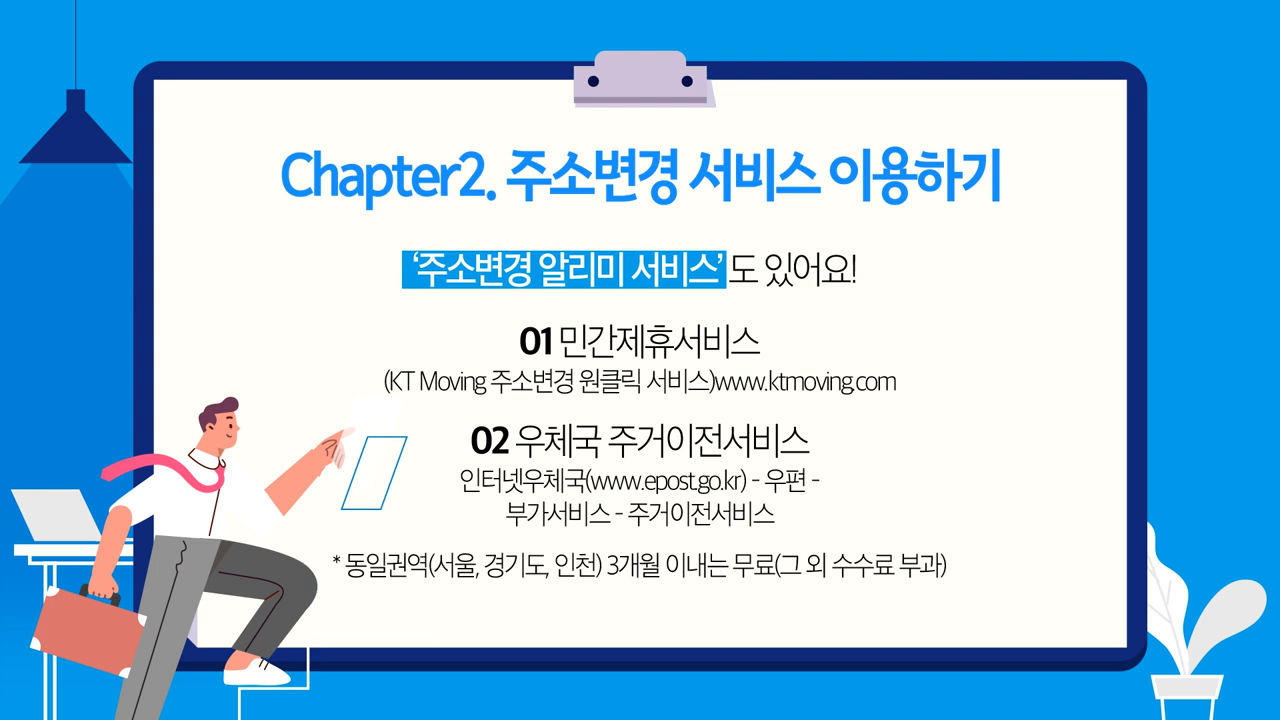 Chapter2. 주소변경 서비스 이용하기
‘주소변경 알리미 서비스’도 있어요!
01 민간제휴서비스
(KT Moving 주소변경 원클릭 서비스)www.ktmoving.com
02 우체국 주거이전서비스
인터넷우체국(www.epost.go.kr) - 우편 -
부가서비스 - 주거이전서비스
* 동일권역(서울, 경기도, 인천) 3개월 이내는 무료(그 외 수수료 부과)